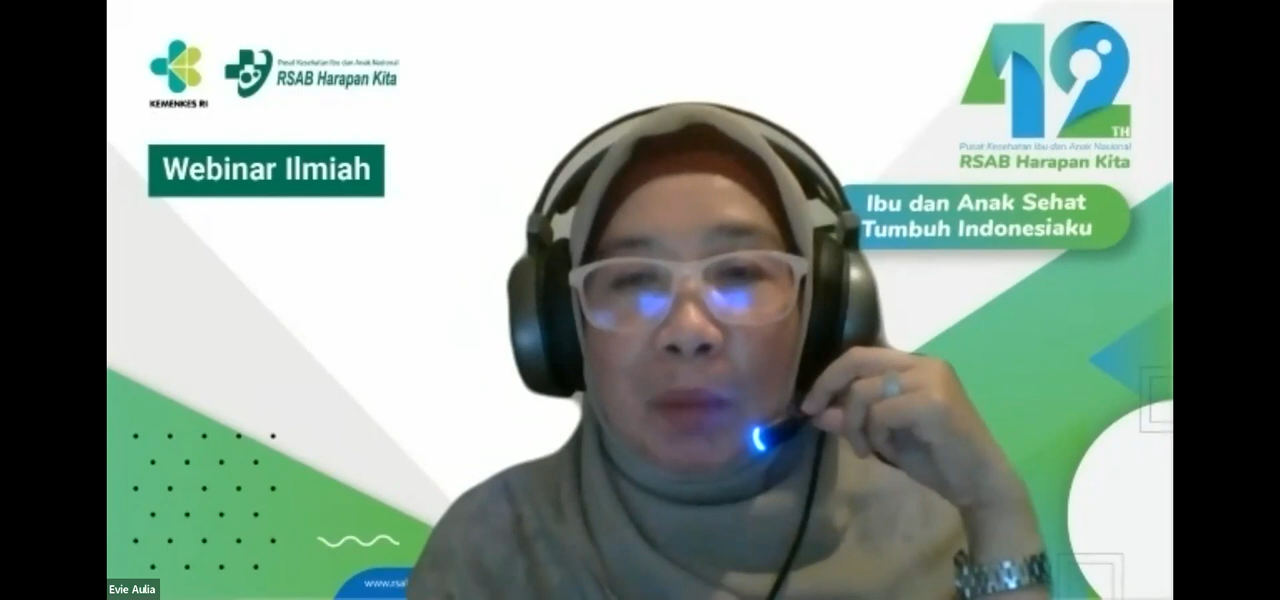 KEMENKES RI
Pusat Kesehatan Ibu dan Anak Nasional
RSAB Harapan Kita
Webinar Ilmiah
42
TH
Pusat Kesehatan Ibu dan Anak Nasional
RSAB Harapan Kita
Ibu dan Anak Sehat
Tumbuh Indonesiaku
Evie Aulia